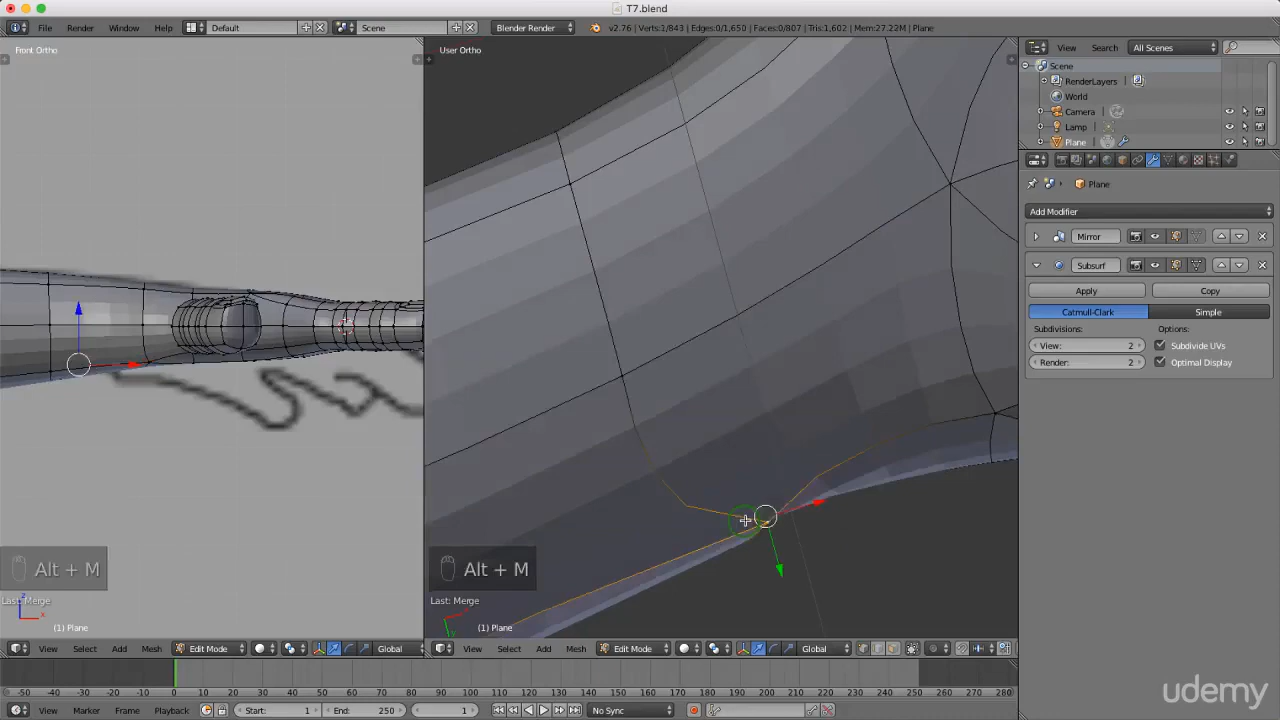 T7.blend
File Render Window Help Default Scene Blender Render v2.76 | Verts:1/843 | Edges:0/1,650 | Faces:0/807 | Tris:1,602 | Mem:27.22M | Plane
Front Ortho
User Ortho
View Search All Scenes
Scene
RenderLayers
World
Camera
Lamp
Plane
Plane
Add Modifier
Mirror
Subsurf
Apply Copy
Catmull-Clark Simple
Subdivisions: Options:
View: 2 Subdivide UVs
Render: 2 Optimal Display
Alt + M
Alt + M
Last: Merge
Last: Merge
z
x
y
(1) Plane
(1) Plane
View Select Add Mesh Edit Mode Global
View Select Add Mesh Edit Mode Global
-50 -40 -30 -20 -10 0 10 20 30 40 50 60 70 80 90 100 110 120 130 140 150 160 170 180 190 200 210 220 230 240 250 260 270 280
View Marker Frame Playback Start: 1 End: 250 1 No Sync
udemy